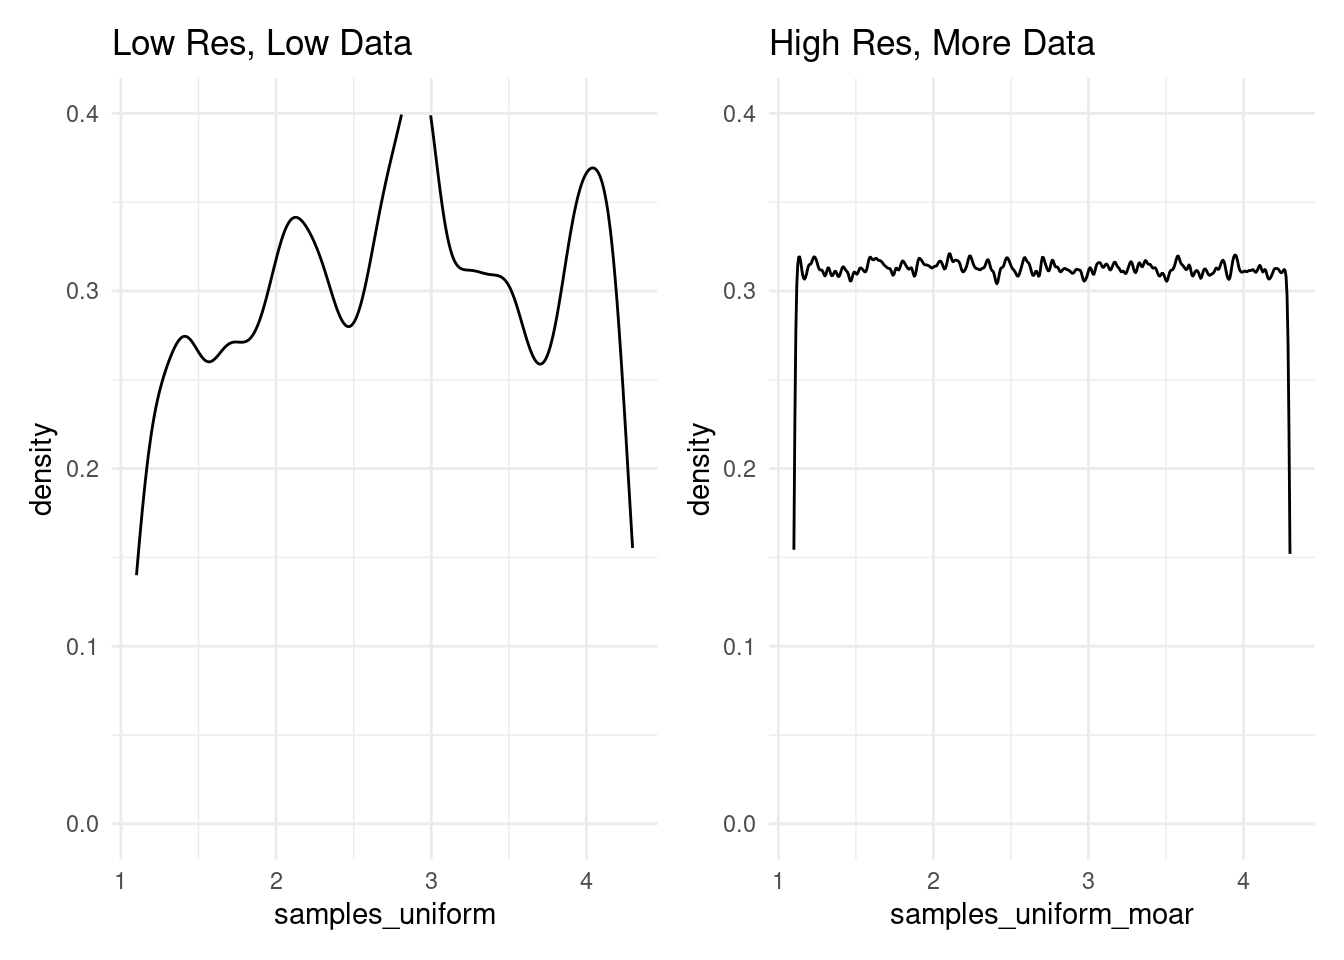 Low Res, Low Data
0.4
0.3
0.2
0.1
0.0
density
1 2 3 4
samples_uniform
High Res, More Data
0.4
0.3
0.2
0.1
0.0
density
1 2 3 4
samples_uniform_moar